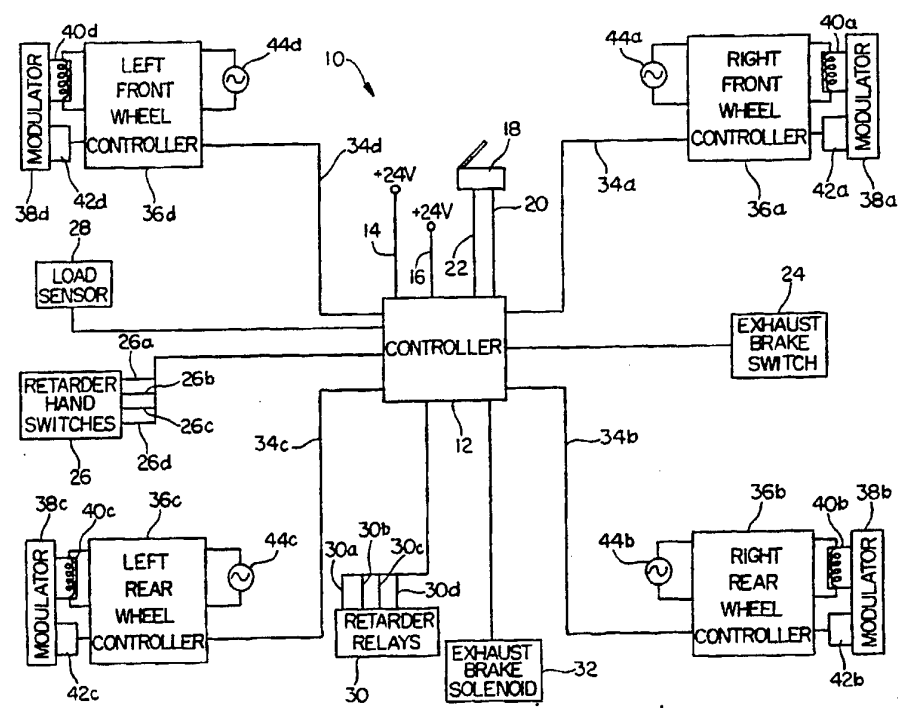 40d
44d
MODULATOR
LEFT
FRONT
WHEEL
CONTROLLER
38d
42d
36d
34d
10
+24V
+24V
14
16
18
20
22
44a
40a
RIGHT
FRONT
WHEEL
CONTROLLER
MODULATOR
34a
36a
42a
38a
28
LOAD
SENSOR
CONTROLLER
12
24
EXHAUST
BRAKE
SWITCH
26a
26b
26c
26d
RETARDER
HAND
SWITCHES
26
34c
34b
38c
40c
36c
44c
MODULATOR
LEFT
REAR
WHEEL
CONTROLLER
42c
30a
30b
30c
30d
RETARDER
RELAYS
30
EXHAUST
BRAKE
SOLENOID
32
44b
36b
40b
38b
RIGHT
REAR
WHEEL
CONTROLLER
MODULATOR
42b